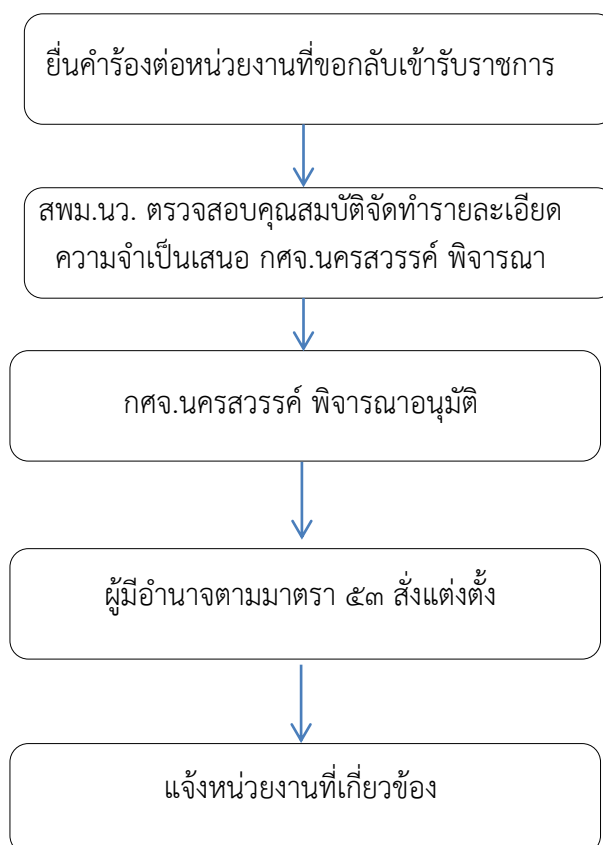 ยื่นคำร้องต่อหน่วยงานที่ขอกลับเข้ารับราชการ
สพม.นว. ตรวจสอบคุณสมบัติจัดทำรายละเอียด
ความจำเป็นเสนอ กศจ.นครสวรรค์ พิจารณา
กศจ.นครสวรรค์ พิจารณาอนุมัติ
ผู้มีอำนาจตามมาตรา ๕๓ สั่งแต่งตั้ง
แจ้งหน่วยงานที่เกี่ยวข้อง